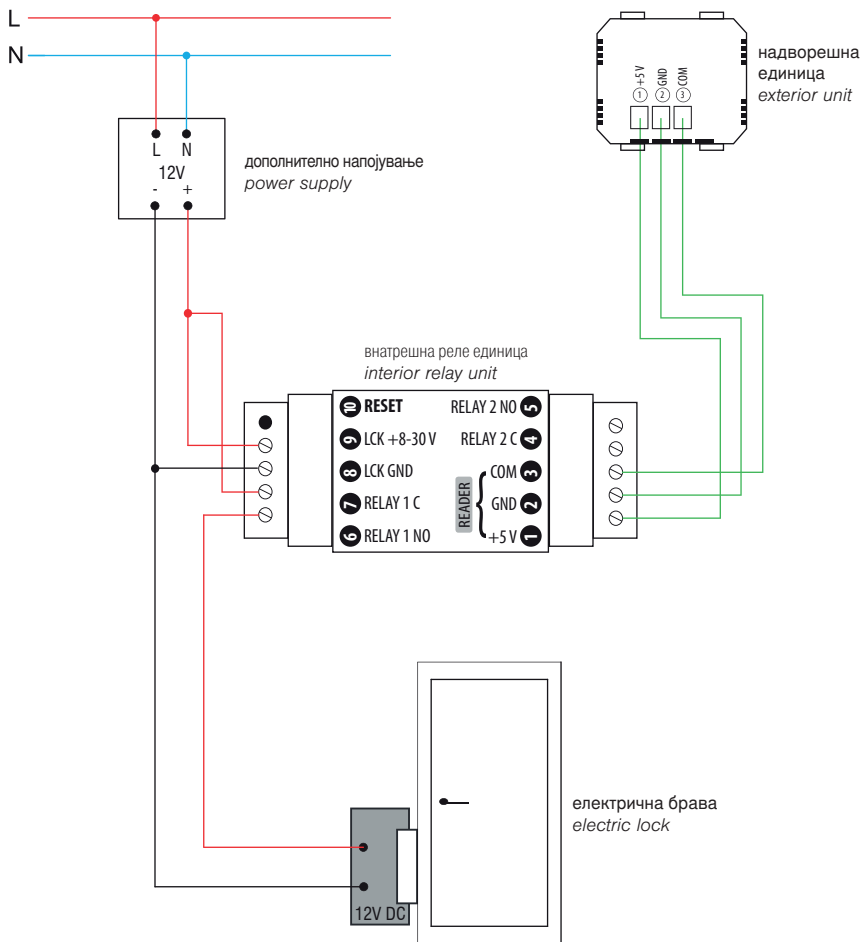 L
N
L N
12V
- +
дополнително напојување
power supply
+5 V
1
GND
2
COM
3
надворешна
единица
exterior unit
внатрешна реле единица
interior relay unit
10 RESET
9 LCK +8-30 V
8 LCK GND
7 RELAY 1 C
6 RELAY 1 NO
RELAY 2 NO 5
RELAY 2 C 4
READER
COM 3
GND 2
+5 V 1
електрична брава
electric lock
12V DC